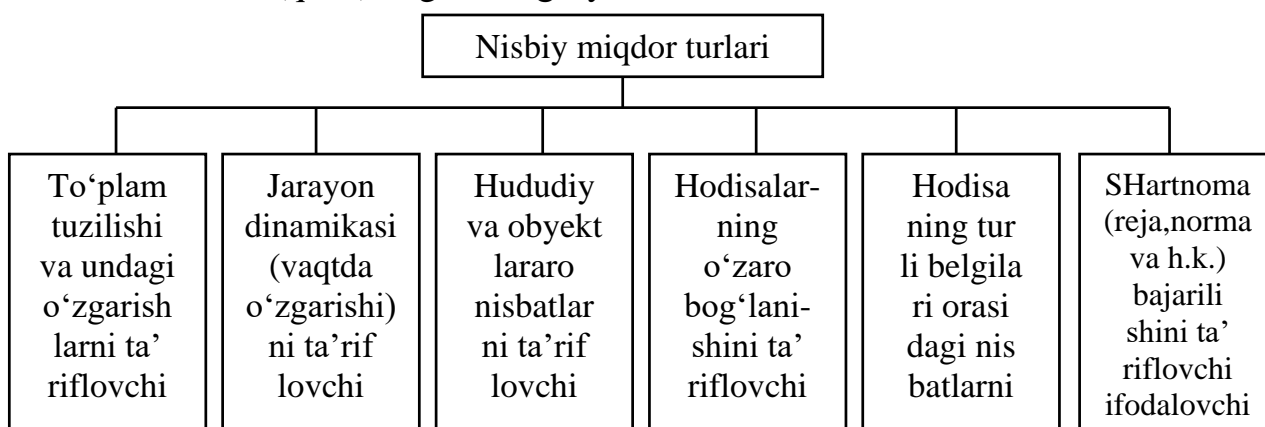 Nisbiy miqdor turlari
To‘plam
tuzilishi
va undagi
o‘zgarish
larni ta’
riflovchi
Jarayon
dinamikasi
(vaqtda
o‘zgarishi)
ni ta’rif
lovchi
Hududiy
va obyekt
lararo
nisbatlar
ni ta’rif
lovchi
Hodisalar-
ning
o‘zaro
bog‘lani-
shini ta’
riflovchi
Hodisa
ning tur
li belgila
ri orasi
dagi nis
batlarni
SHartnoma
(reja,norma
va h.k.)
bajarili
shini ta’
riflovchi
ifodalovchi